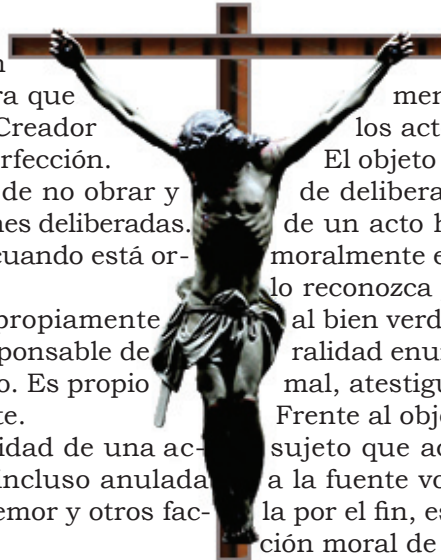 n
ra que
Creador
rfección.
de no obrar y
nes deliberadas.
cuando está or-
propiamente
ponsable de
o. Es propio
te.
idad de una ac-
incluso anulada
emor y otros fac-
men
los act
El objeto
de delibera
de un acto h
moralmente e
lo reconozca
al bien verd
ralidad enu
mal, atestigu
Frente al obje
sujeto que ac
a la fuente vo
la por el fin, es
ción moral de